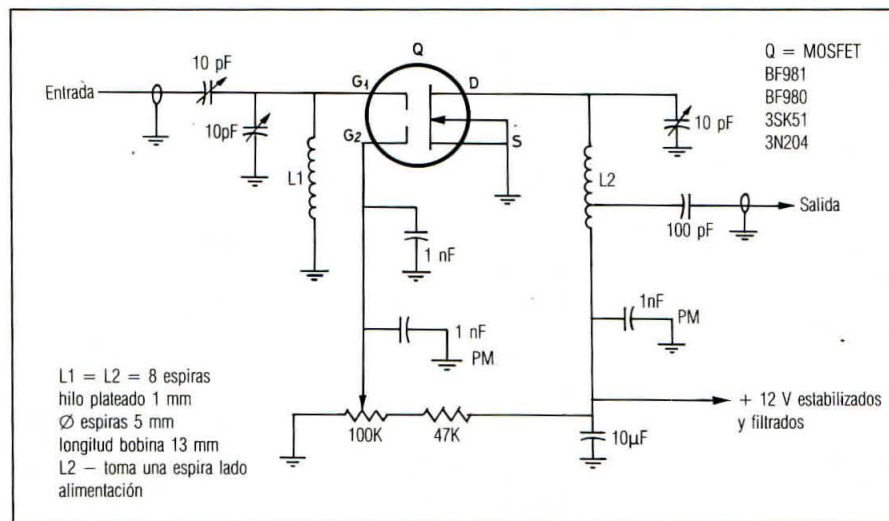 Q
Q = MOSFET
BF981
BF980
3SK51
3N204
10 pF
Entrada
G1
D
10pF
10 pF
G2
S
L1
L2
Salida
100 pF
1 nF
1nF
PM
1 nF
PM
L1 = L2 = 8 espiras
hilo plateado 1 mm
Ø espiras 5 mm
longitud bobina 13 mm
L2 – toma una espira lado
alimentación
+ 12 V estabilizados
y filtrados
100K
47K
10µF